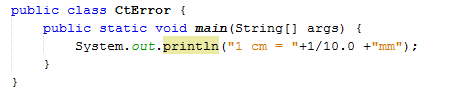 public class CtError {
public static void main(String[] args) {
System.out.println("1 cm = "+1/10.0 +"mm");
}
}